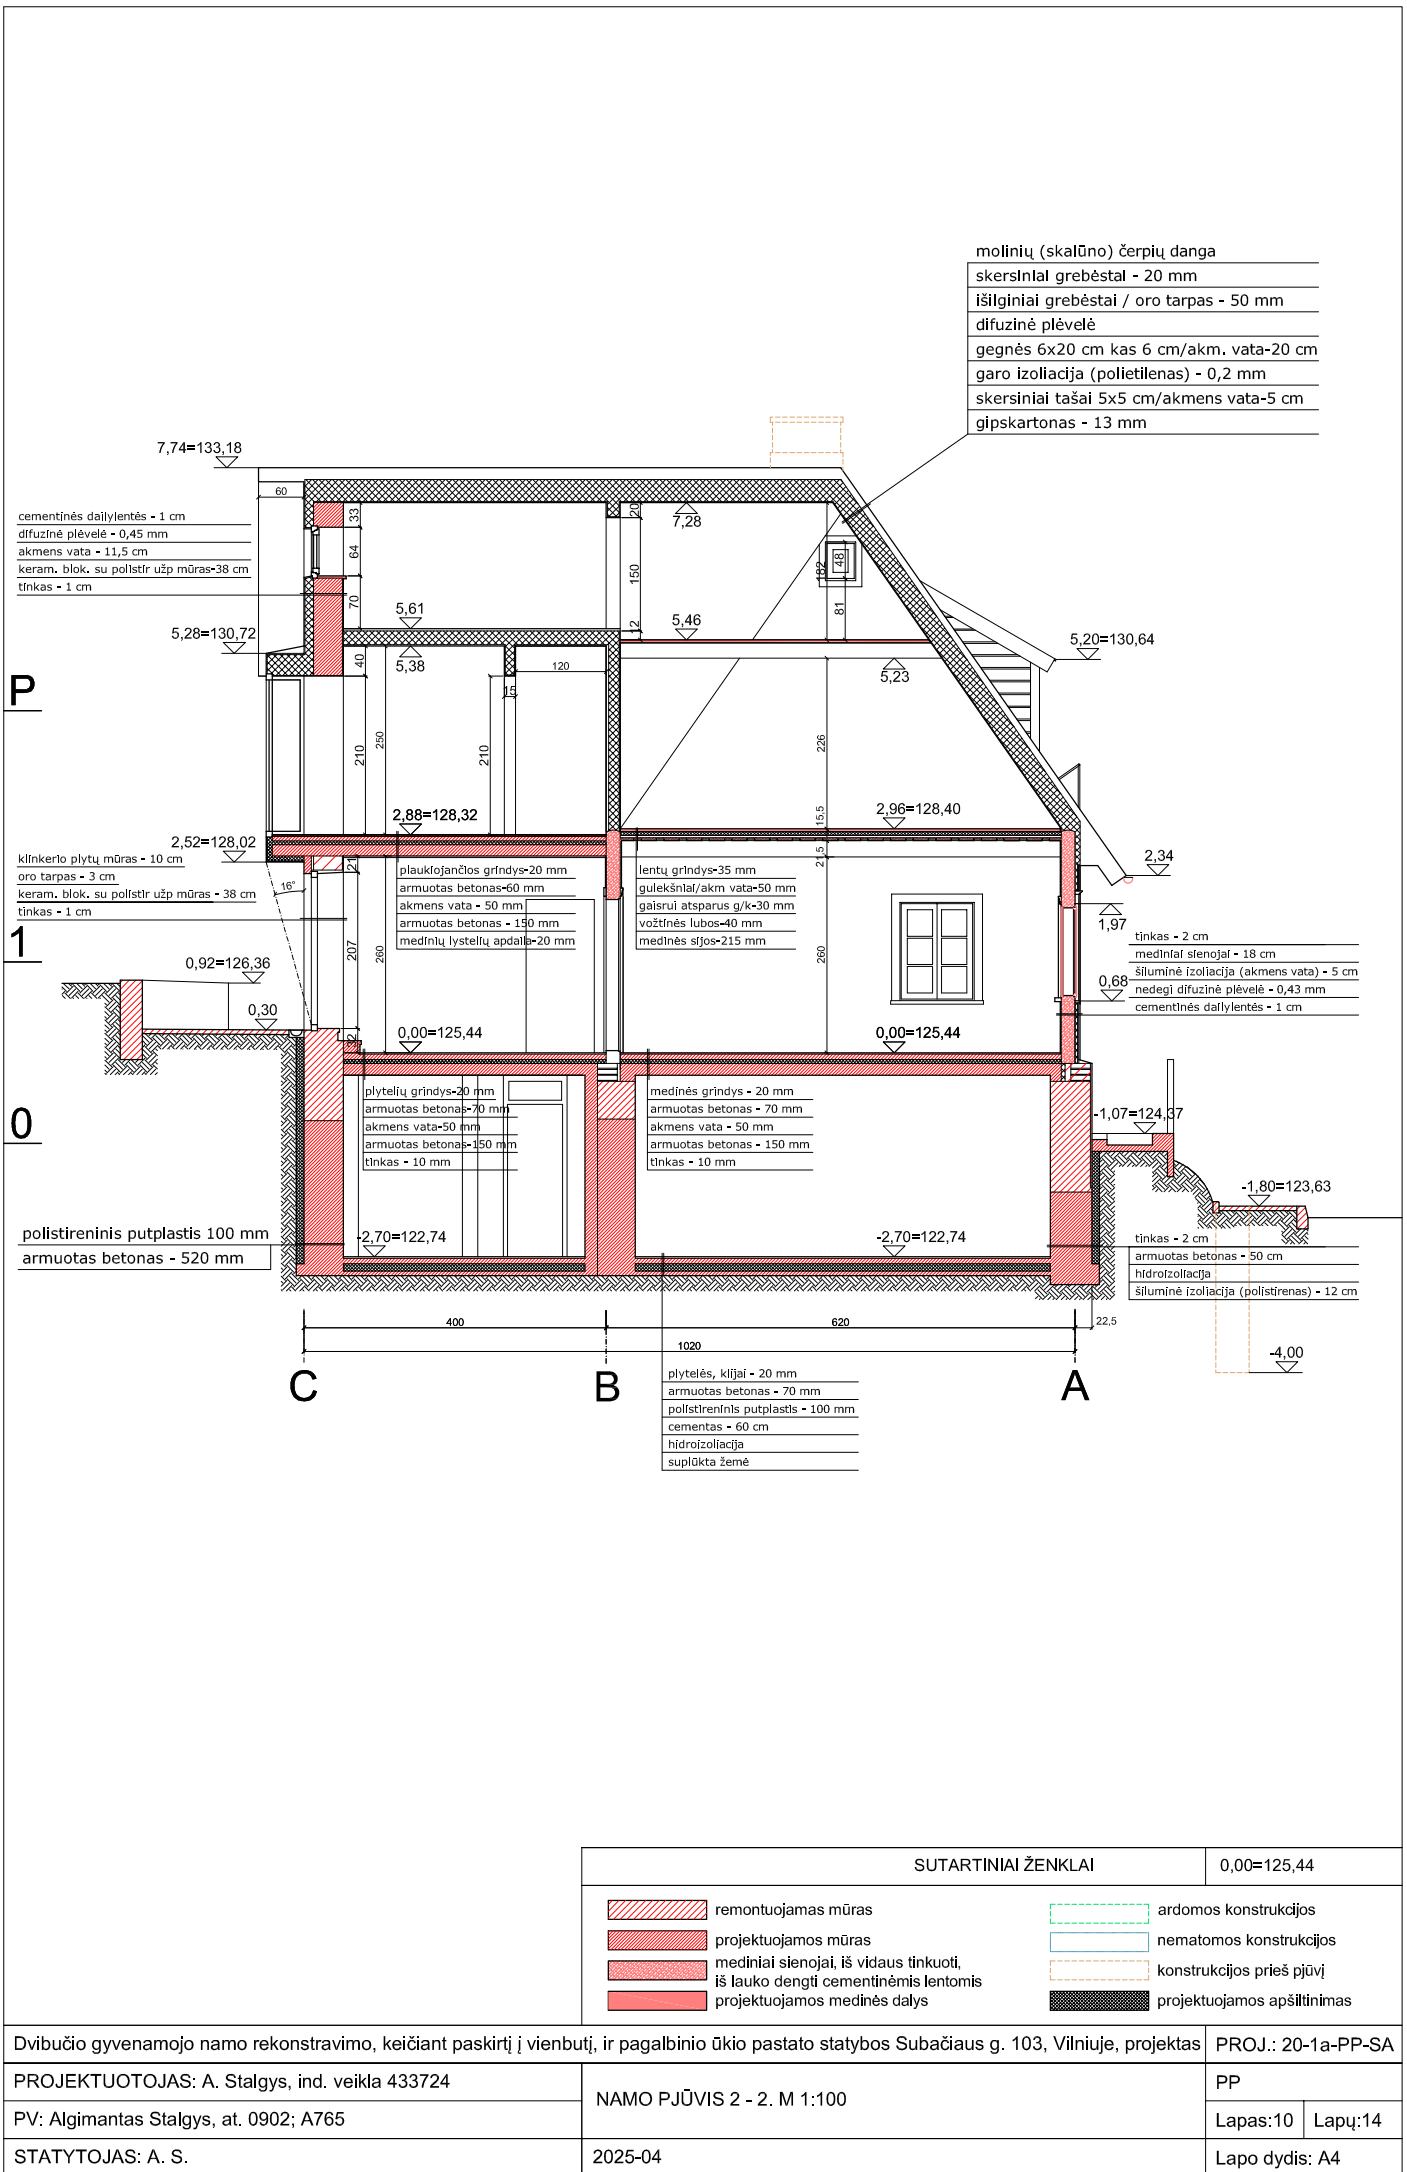 molinių (skalūno) čerpių danga
skersiniai grebėstai - 20 mm
išilginiai grebėstai / oro tarpas - 50 mm
difuzinė plėvelė
gegnės 6x20 cm kas 6 cm/akm. vata-20 cm
garo izoliacija (polietilenas) - 0,2 mm
skersiniai tašai 5x5 cm/akmens vata-5 cm
gipskartonas - 13 mm
7,74=133,18
60
cementinės dailylentės - 1 cm
difuzinė plėvelė - 0,45 mm
akmens vata - 11,5 cm
keram. blok. su polistir užp mūras-38 cm
tinkas - 1 cm
33
64
70
20
150
12
7,28
182
48
81
5,61
5,46
5,28=130,72
5,38
5,20=130,64
5,23
P
40
120
15
210
250
210
226
15,5
2,88=128,32
2,96=128,40
2,52=128,02
2,34
klinkerio plytų mūras - 10 cm
oro tarpas - 3 cm
keram. blok. su polistir užp mūras - 38 cm
tinkas - 1 cm
16°
21
21,5
plaukiojančios grindys-20 mm
armuotas betonas-60 mm
akmens vata - 50 mm
armuotas betonas - 150 mm
medinių lystelių apdaila-20 mm
lentų grindys-35 mm
gulekšniai/akm vata-50 mm
gaisrui atsparus g/k-30 mm
vožtinės lubos-40 mm
medinės sijos-215 mm
1,97
tinkas - 2 cm
mediniai sienojai - 18 cm
šiluminė izoliacija (akmens vata) - 5 cm
nedegi difuzinė plėvelė - 0,43 mm
cementinės dailylentės - 1 cm
1
207
260
260
0,92=126,36
0,68
0,30
32
0,00=125,44
0,00=125,44
plytelių grindys-20 mm
armuotas betonas-70 mm
akmens vata-50 mm
armuotas betonas-150 mm
tinkas - 10 mm
medinės grindys - 20 mm
armuotas betonas - 70 mm
akmens vata - 50 mm
armuotas betonas - 150 mm
tinkas - 10 mm
-1,07=124,37
0
-1,80=123,63
polistireninis putplastis 100 mm
armuotas betonas - 520 mm
-2,70=122,74
-2,70=122,74
tinkas - 2 cm
armuotas betonas - 50 cm
hidroizoliacija
šiluminė izoliacija (polistirenas) - 12 cm
400
620
22,5
1020
-4,00
C
B
A
plytelės, klijai - 20 mm
armuotas betonas - 70 mm
polistireninis putplastis - 100 mm
cementas - 60 cm
hidroizoliacija
suplūkta žemė
SUTARTINIAI ŽENKLAI
0,00=125,44
remontuojamas mūras
projektuojamos mūras
mediniai sienojai, iš vidaus tinkuoti,
iš lauko dengti cementinėmis lentomis
projektuojamos medinės dalys
ardomos konstrukcijos
nematomos konstrukcijos
konstrukcijos prieš pjūvį
projektuojamos apšiltinimas
Dvibučio gyvenamojo namo rekonstravimo, keičiant paskirtį į vienbutį, ir pagalbinio ūkio pastato statybos Subačiaus g. 103, Vilniuje, projektas
PROJ.: 20-1a-PP-SA
PROJEKTUOTOJAS: A. Stalgys, ind. veikla 433724
PV: Algimantas Stalgys, at. 0902; A765
NAMO PJŪVIS 2 - 2. M 1:100
PP
Lapas:10
Lapų:14
STATYTOJAS: A. S.
2025-04
Lapo dydis: A4